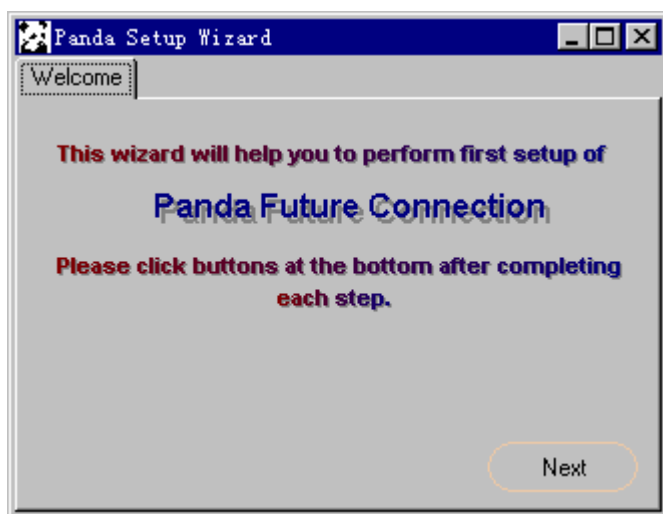 Panda Setup Wizard
Welcome
This wizard will help you to perform first setup of
Panda Future Connection
Please click buttons at the bottom after completing
each step.
Next